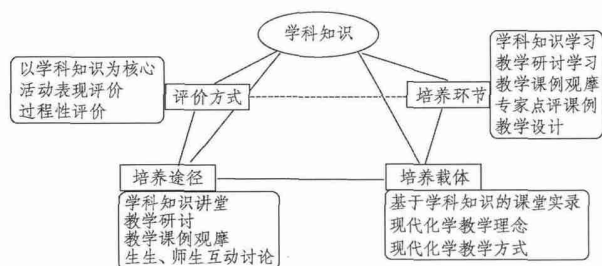 学科知识
以学科知识为核心
活动表现评价
过程性评价
评价方式
培养环节
学科知识学习
教学研讨学习
教学课例观摩
专家点评课例
教学设计
培养途径
学科知识讲堂
教学研讨
教学课例观摩
生生、师生互动讨论
培养载体
基于学科知识的课堂实录
现代化学教学理念
现代化学教学方式